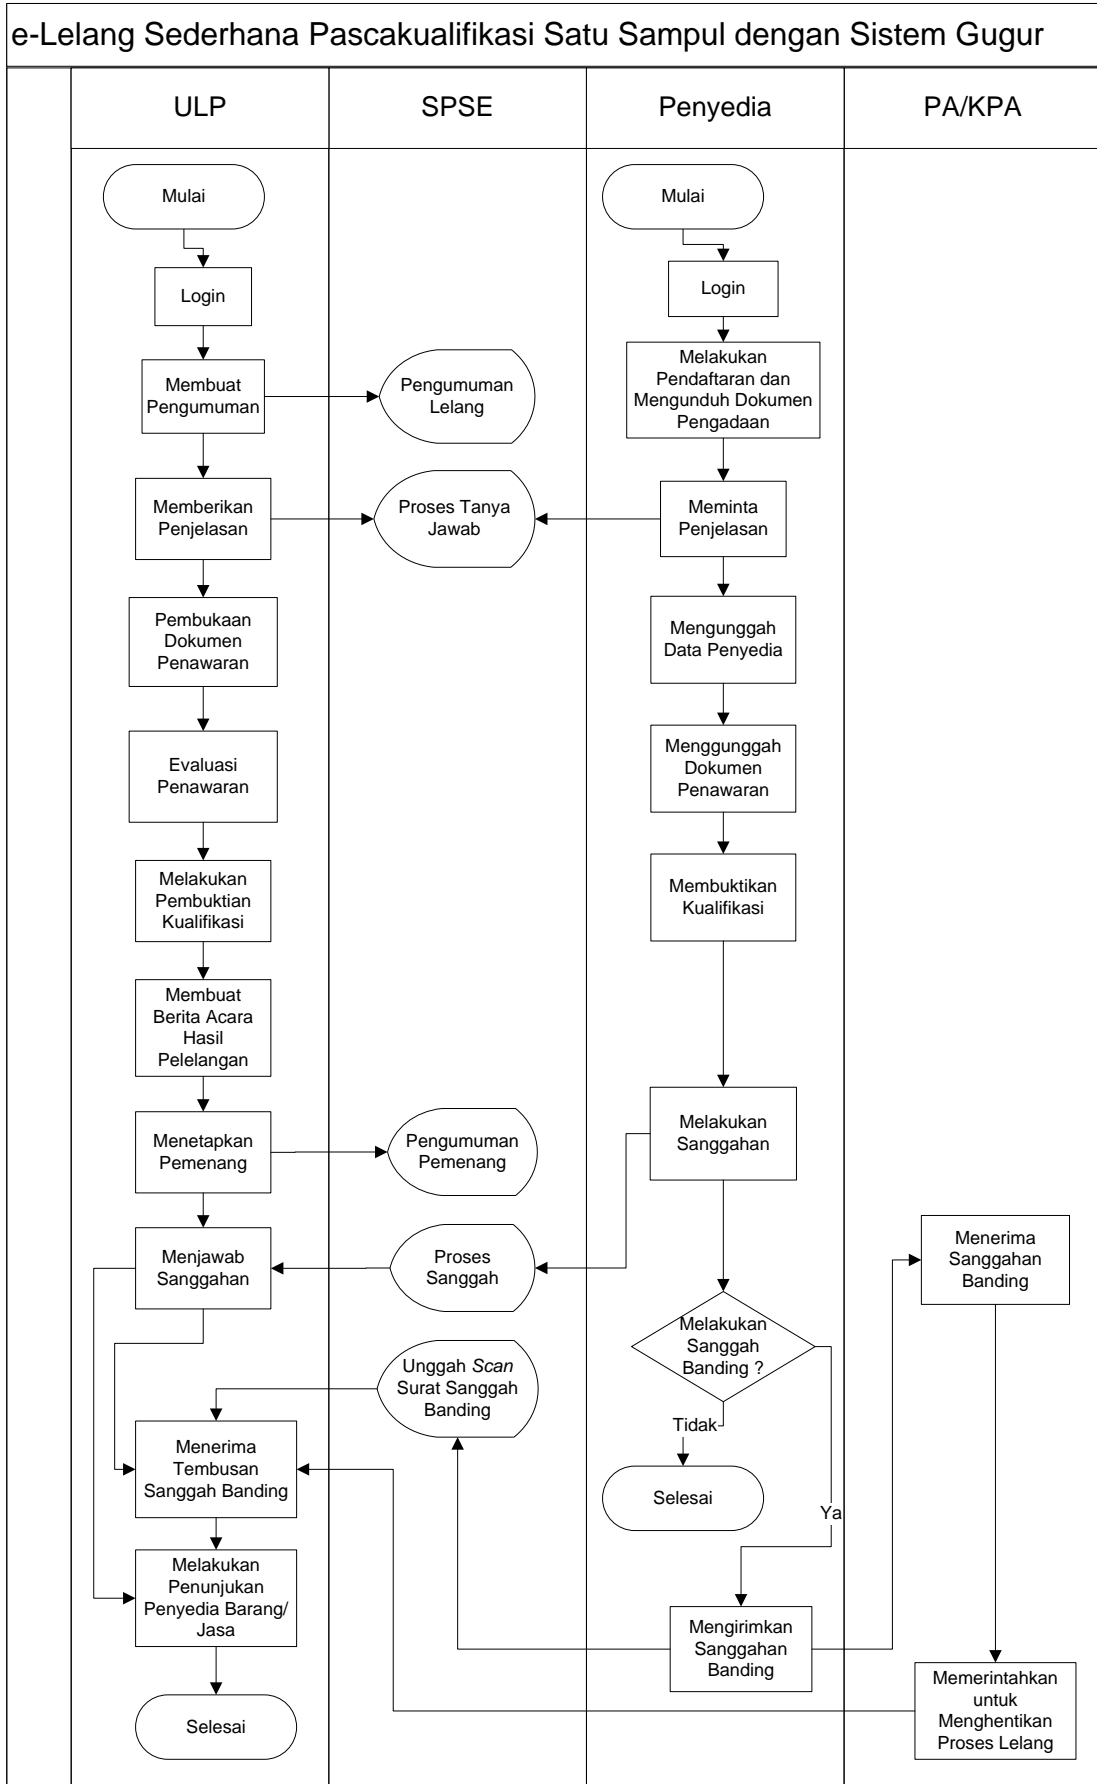 e-Lelang Sederhana Pascakualifikasi Satu Sampul dengan Sistem Gugur
ULP
SPSE
Penyedia
PA/KPA
Mulai
Login
Membuat
Pengumuman
Memberikan
Penjelasan
Pembukaan
Dokumen
Penawaran
Evaluasi
Penawaran
Melakukan
Pembuktian
Kualifikasi
Membuat
Berita Acara
Hasil
Pelelangan
Menetapkan
Pemenang
Menjawab
Sanggahan
Menerima
Tembusan
Sanggah Banding
Melakukan
Penunjukan
Penyedia Barang/
Jasa
Selesai
Pengumuman
Lelang
Proses Tanya
Jawab
Pengumuman
Pemenang
Proses
Sanggah
Unggah Scan
Surat Sanggah
Banding
Mulai
Login
Melakukan
Pendaftaran dan
Mengunduh Dokumen
Pengadaan
Meminta
Penjelasan
Mengunggah
Data Penyedia
Menggunggah
Dokumen
Penawaran
Membuktikan
Kualifikasi
Melakukan
Sanggahan
Melakukan
Sanggah
Banding ?
Tidak
Selesai
Ya
Mengirimkan
Sanggahan
Banding
Menerima
Sanggahan
Banding
Memerintahkan
untuk
Menghentikan
Proses Lelang